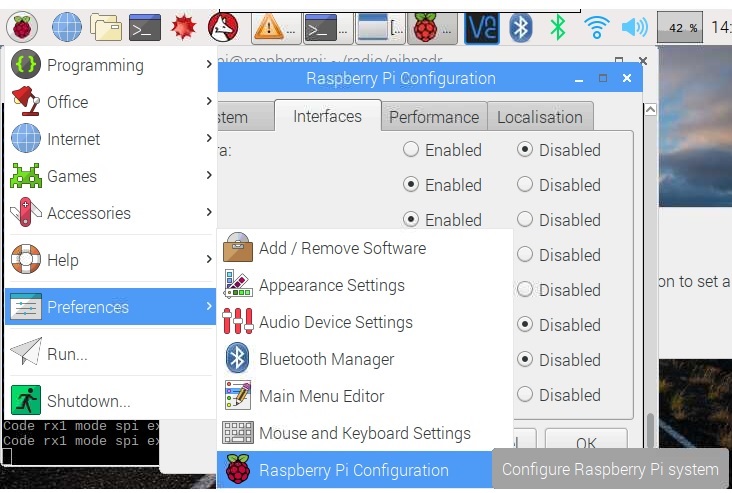 42 %
14:
pi@raspberrypi: ~/radio/pihpsdr
Raspberry Pi Configuration
stem
Interfaces
Performance
Localisation
ra:
Enabled
Disabled
Enabled
Disabled
Enabled
Disabled
Disabled
Disabled
Disabled
Disabled
Disabled
OK
Programming
Office
Internet
Games
Accessories
Help
Preferences
Run...
Shutdown...
Add / Remove Software
Appearance Settings
Audio Device Settings
Bluetooth Manager
Main Menu Editor
Mouse and Keyboard Settings
Raspberry Pi Configuration
Configure Raspberry Pi system
on to set a
Code rx1 mode spi ex
Code rx1 mode spi ex